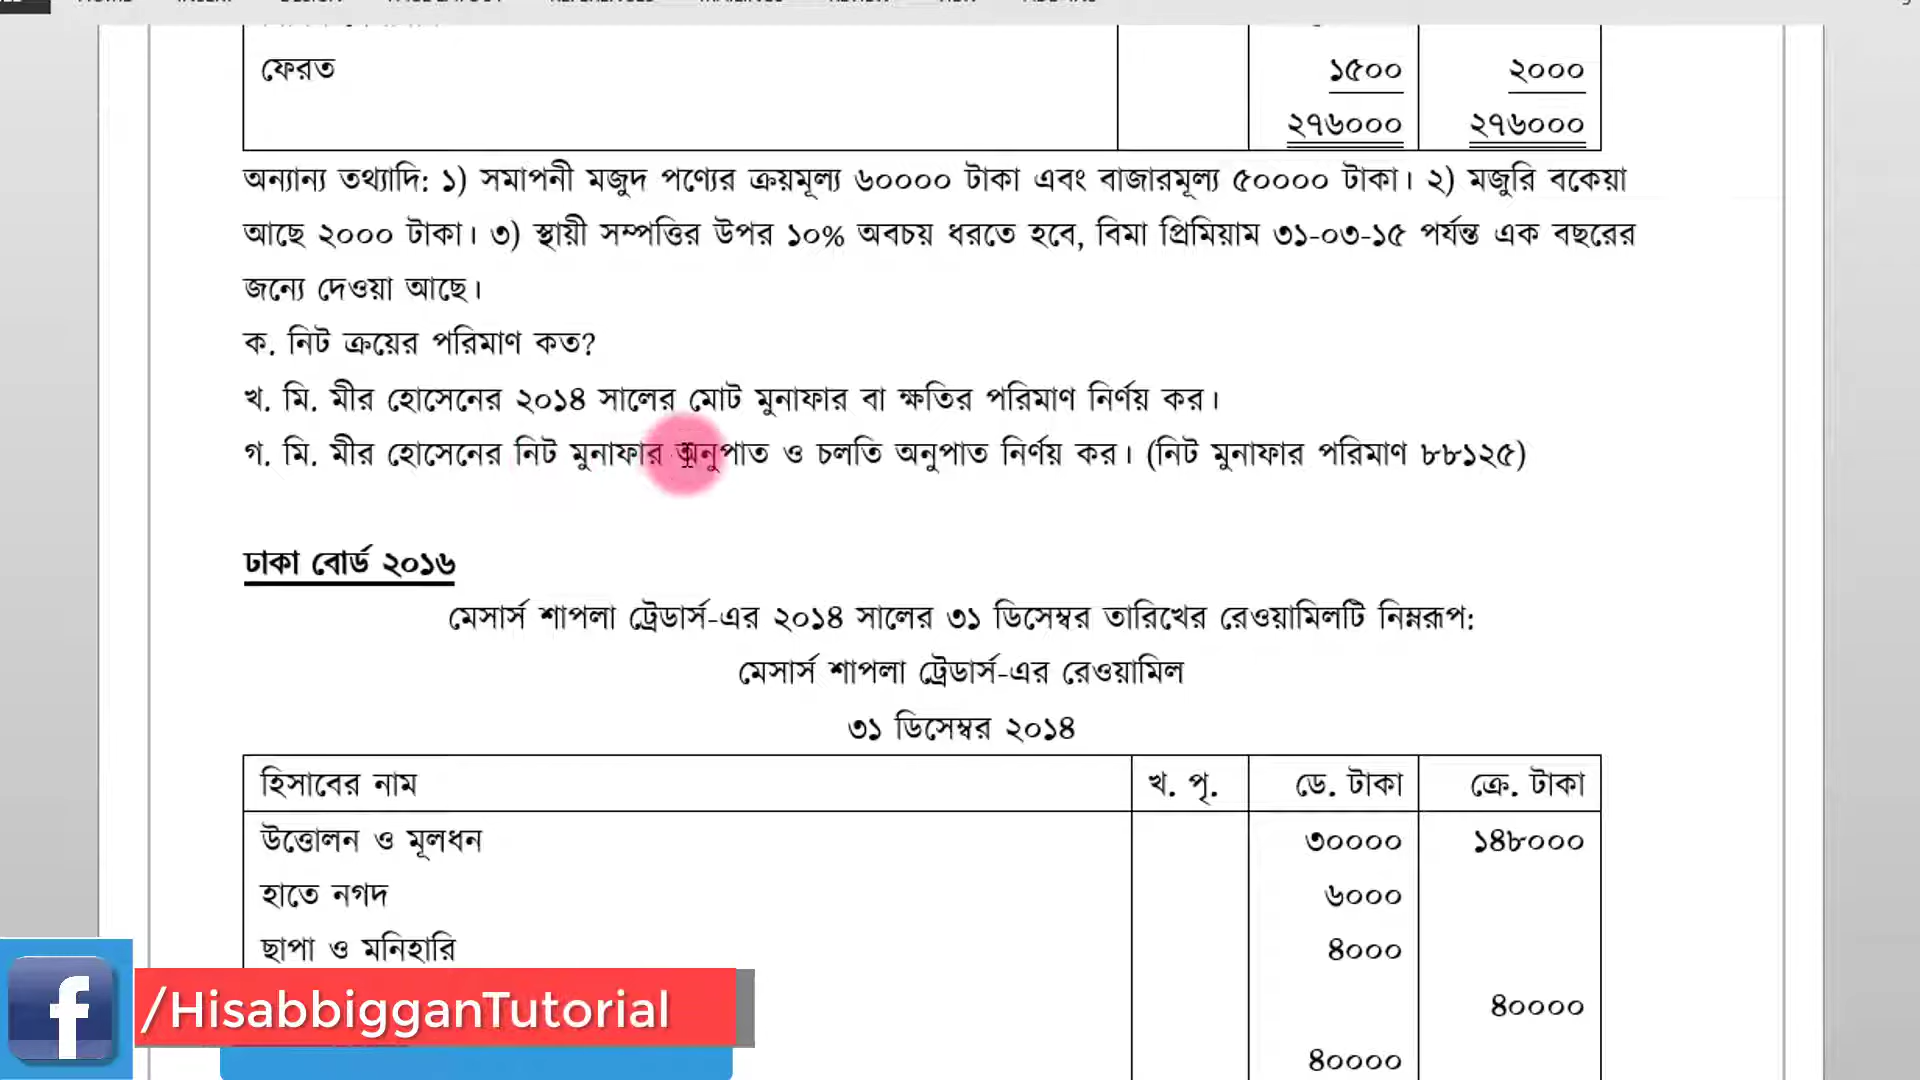 ফেরত ১৫০০ ২০০০
২৭৬০০০ ২৭৬০০০
অন্যান্য তথ্যাদি: ১) সমাপনী মজুদ পণ্যের ক্রয়মূল্য ৬০০০০ টাকা এবং বাজারমূল্য ৫০০০০ টাকা। ২) মজুরি বকেয়া
আছে ২০০০ টাকা। ৩) স্থায়ী সম্পত্তির উপর ১০% অবচয় ধরতে হবে, বিমা প্রিমিয়াম ৩১-০৩-১৫ পর্যন্ত এক বছরের
জন্যে দেওয়া আছে।
ক. নিট ক্রয়ের পরিমাণ কত?
খ. মি. মীর হোসেনের ২০১৪ সালের মোট মুনাফার বা ক্ষতির পরিমাণ নির্ণয় কর।
গ. মি. মীর হোসেনের নিট মুনাফার অনুপাত ও চলতি অনুপাত নির্ণয় কর। (নিট মুনাফার পরিমাণ ৮৮১২৫)
ঢাকা বোর্ড ২০১৬
মেসার্স শাপলা ট্রেডার্স-এর ২০১৪ সালের ৩১ ডিসেম্বর তারিখের রেওয়ামিলটি নিম্নরূপ:
মেসার্স শাপলা ট্রেডার্স-এর রেওয়ামিল
৩১ ডিসেম্বর ২০১৪
হিসাবের নাম খ. পৃ. ডে. টাকা ক্রে. টাকা
উত্তোলন ও মূলধন ৩০০০০ ১৪৮০০০
হাতে নগদ ৬০০০
ছাপা ও মনিহারি ৪০০০
৪০০০০
৪০০০০
/HisabbigganTutorial